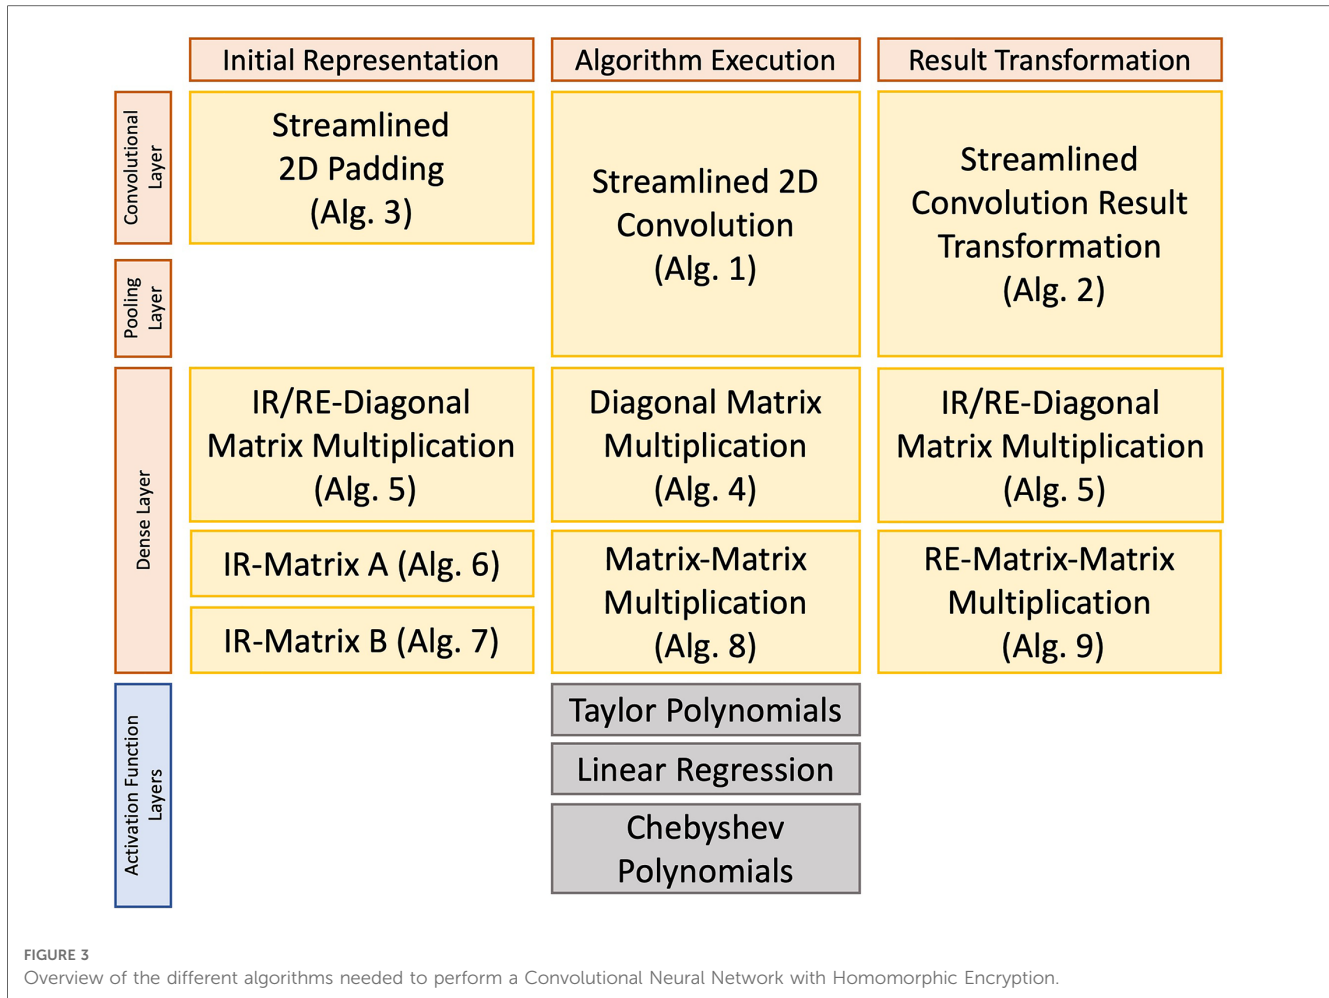 Initial Representation
Algorithm Execution
Result Transformation
Convolutional
Layer
Streamlined
2D Padding
(Alg. 3)
Streamlined 2D
Convolution
(Alg. 1)
Streamlined
Convolution Result
Transformation
(Alg. 2)
Pooling
Layer
Dense Layer
IR/RE-Diagonal
Matrix Multiplication
(Alg. 5)
Diagonal Matrix
Multiplication
(Alg. 4)
IR/RE-Diagonal
Matrix Multiplication
(Alg. 5)
IR-Matrix A (Alg. 6)
IR-Matrix B (Alg. 7)
Matrix-Matrix
Multiplication
(Alg. 8)
RE-Matrix-Matrix
Multiplication
(Alg. 9)
Activation Function
Layers
Taylor Polynomials
Linear Regression
Chebyshev
Polynomials
FIGURE 3
Overview of the different algorithms needed to perform a Convolutional Neural Network with Homomorphic Encryption.